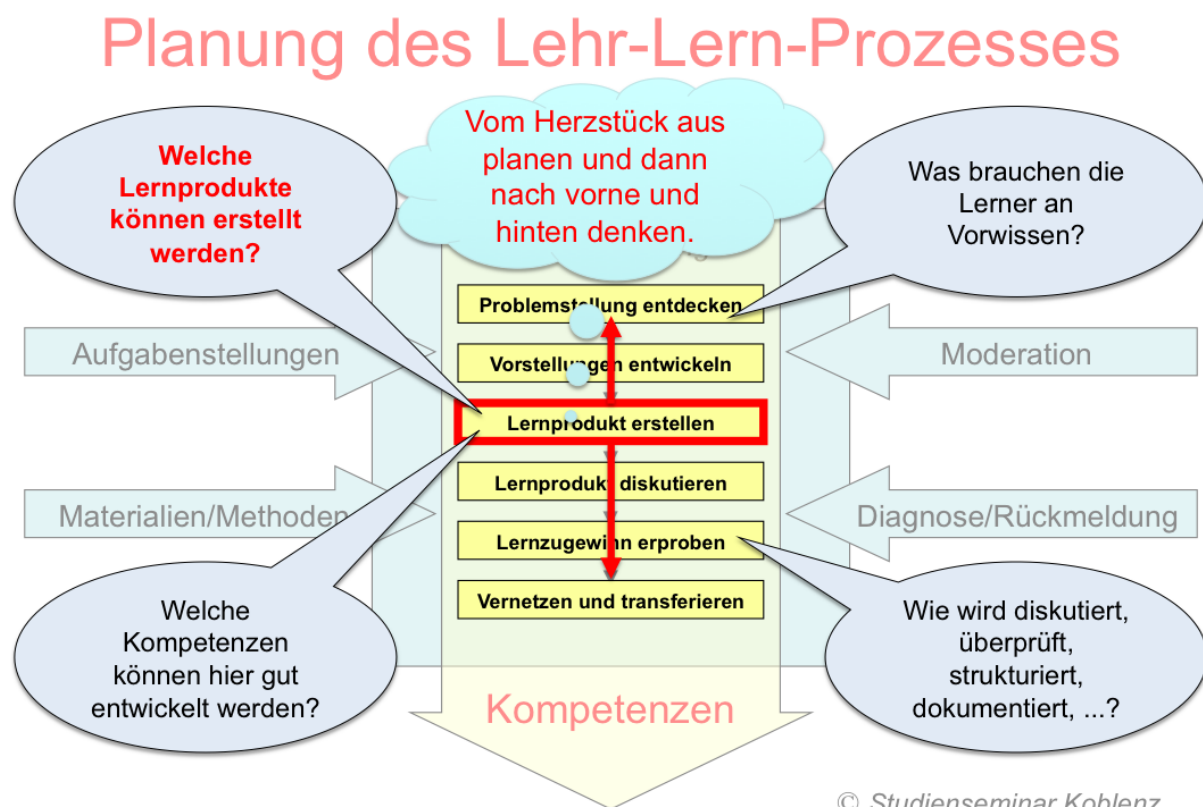 Planung des Lehr-Lern-Prozesses
Welche
Lernprodukte
können erstellt
werden?
Vom Herzstück aus
planen und dann
nach vorne und
hinten denken.
Was brauchen die
Lerner an
Vorwissen?
Problemstellung entdecken
Aufgabenstellungen
Vorstellungen entwickeln
Moderation
Lernprodukt erstellen
Lernprodukt diskutieren
Materialien/Methoden
Diagnose/Rückmeldung
Lernzugewinn erproben
Vernetzen und transferieren
Welche
Kompetenzen
können hier gut
entwickelt werden?
Wie wird diskutiert,
überprüft,
strukturiert,
dokumentiert, ...?
Kompetenzen
© Studienseminar Koblenz